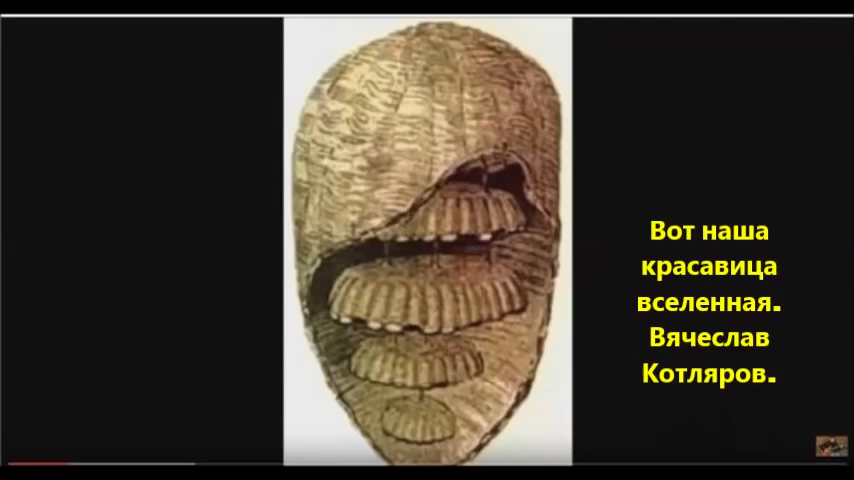 Вот наша
красавица
вселенная.
Вячеслав
Котляров.